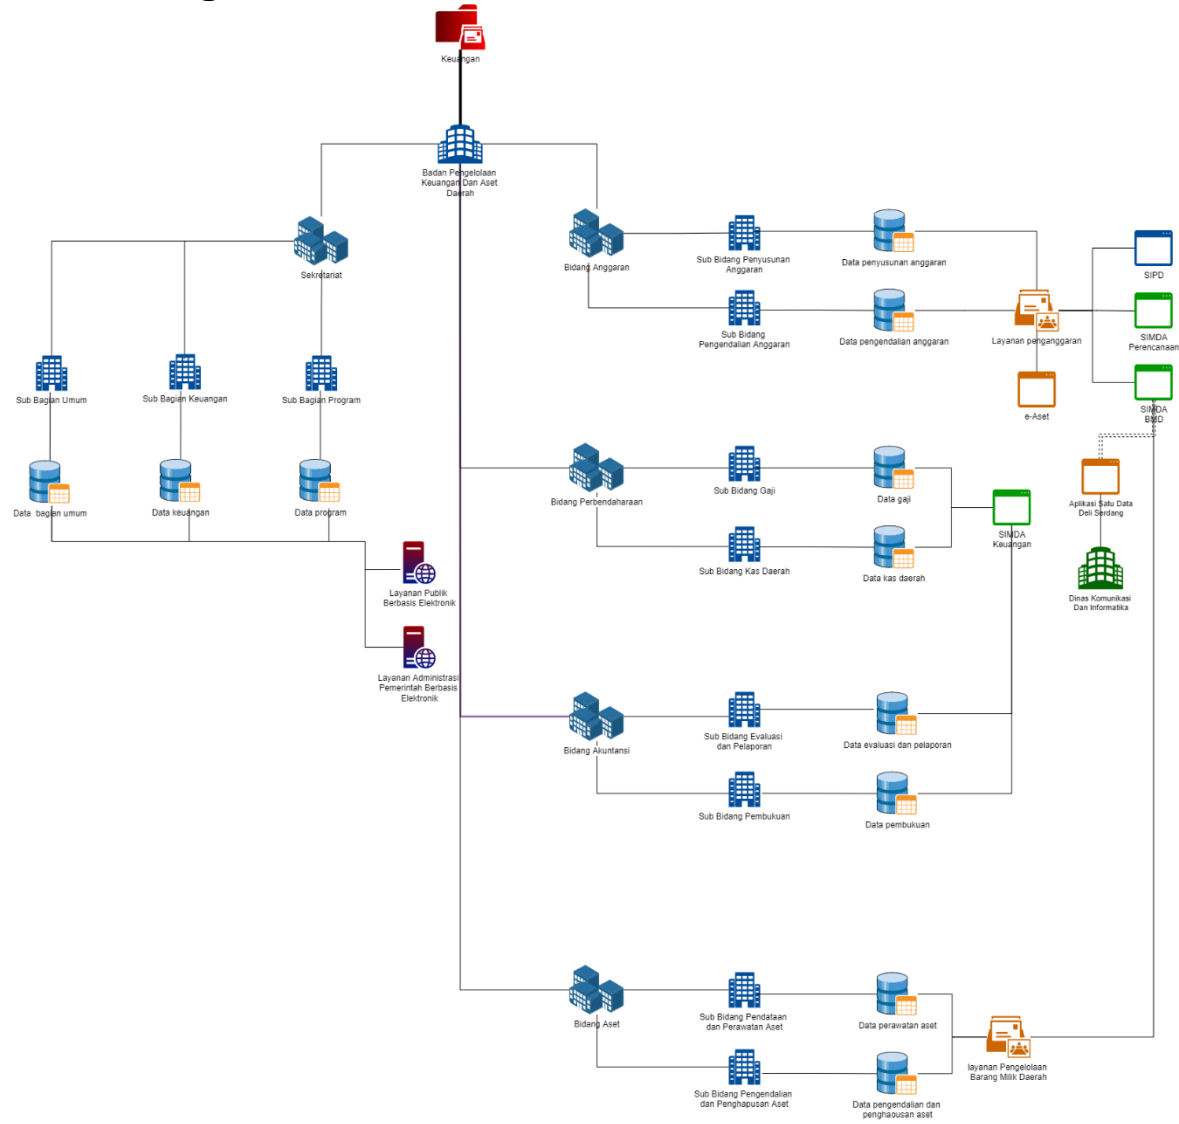 Keuangan
Badan Pengelolaan
Keuangan Dan Aset
Daerah
Sekretariat
Bidang Anggaran
Sub Bidang Penyusunan
Anggaran
Data penyusunan anggaran
SIPD
Sub Bidang
Pengendalian Anggaran
Data pengendalian anggaran
Layanan penganggaran
SIMDA
Perencanaan
Sub Bagian Umum
Sub Bagian Keuangan
Sub Bagian Program
e-Aset
SIMDA
BMD
Data bagian umum
Data keuangan
Data program
Bidang Perbendaharaan
Sub Bidang Gaji
Data gaji
SIMDA
Keuangan
Aplikasi Satu Data
Deli Serdang
Sub Bidang Kas Daerah
Data kas daerah
Dinas Komunikasi
Dan Informatika
Layanan Publik
Berbasis Elektronik
Layanan Administrasi
Pemerintah Berbasis
Elektronik
Bidang Akuntansi
Sub Bidang Evaluasi
dan Pelaporan
Data evaluasi dan pelaporan
Sub Bidang Pembukuan
Data pembukuan
Bidang Aset
Sub Bidang Pendataan
dan Perawatan Aset
Data perawatan aset
layanan Pengelolaan
Barang Milik Daerah
Sub Bidang Pengendalian
dan Penghapusan Aset
Data pengendalian dan
penghaousan aset